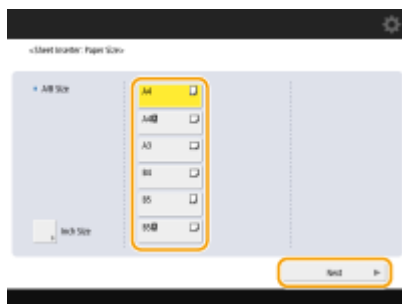 <Sheet Inserter: Paper Size>
A/B Size
A4
A4R
A3
B4
B5
B5R
Inch Size
Next